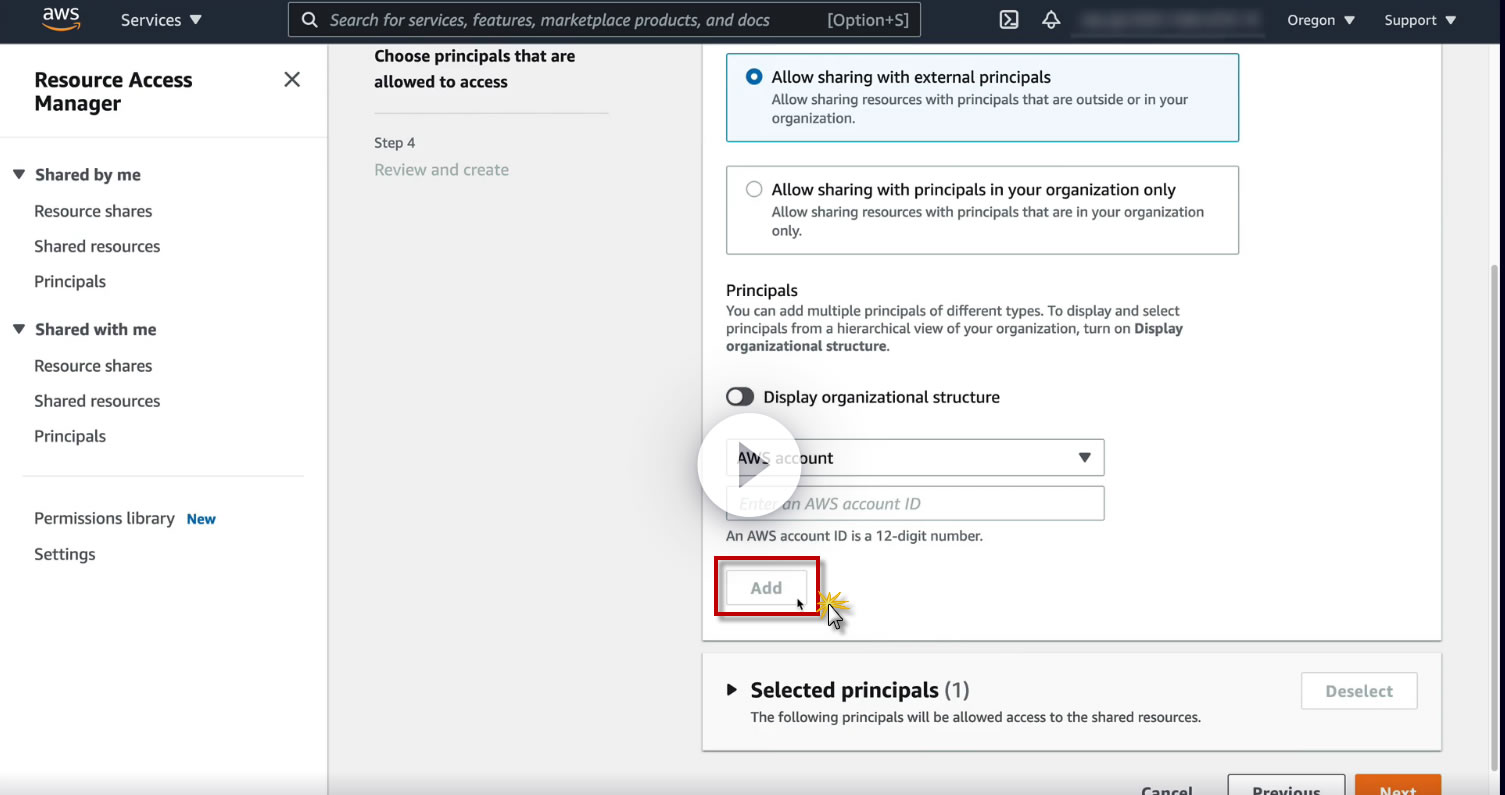 aws
Services
Search for services, features, marketplace products, and docs
[Option+S]
Oregon
Support
Resource Access
Manager
Shared by me
Resource shares
Shared resources
Principals
Shared with me
Resource shares
Shared resources
Principals
Permissions library New
Settings
Choose principals that are
allowed to access
Step 4
Review and create
Allow sharing with external principals
Allow sharing resources with principals that are outside or in your
organization.
Allow sharing with principals in your organization only
Allow sharing resources with principals that are in your organization
only.
Principals
You can add multiple principals of different types. To display and select
principals from a hierarchical view of your organization, turn on Display
organizational structure.
Display organizational structure
AWS account
Enter an AWS account ID
An AWS account ID is a 12-digit number.
Add
Selected principals (1)
Deselect
The following principals will be allowed access to the shared resources.
Cancel
Previous
Next